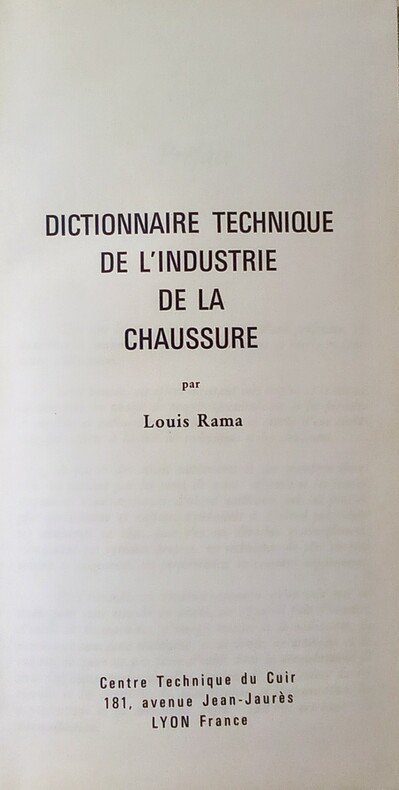 DICTIONNAIRE TECHNIQUE
DE L'INDUSTRIE
DE LA
CHAUSSURE
par
Louis Rama
Centre Technique du Cuir
181, avenue Jean-Jaurès
LYON France